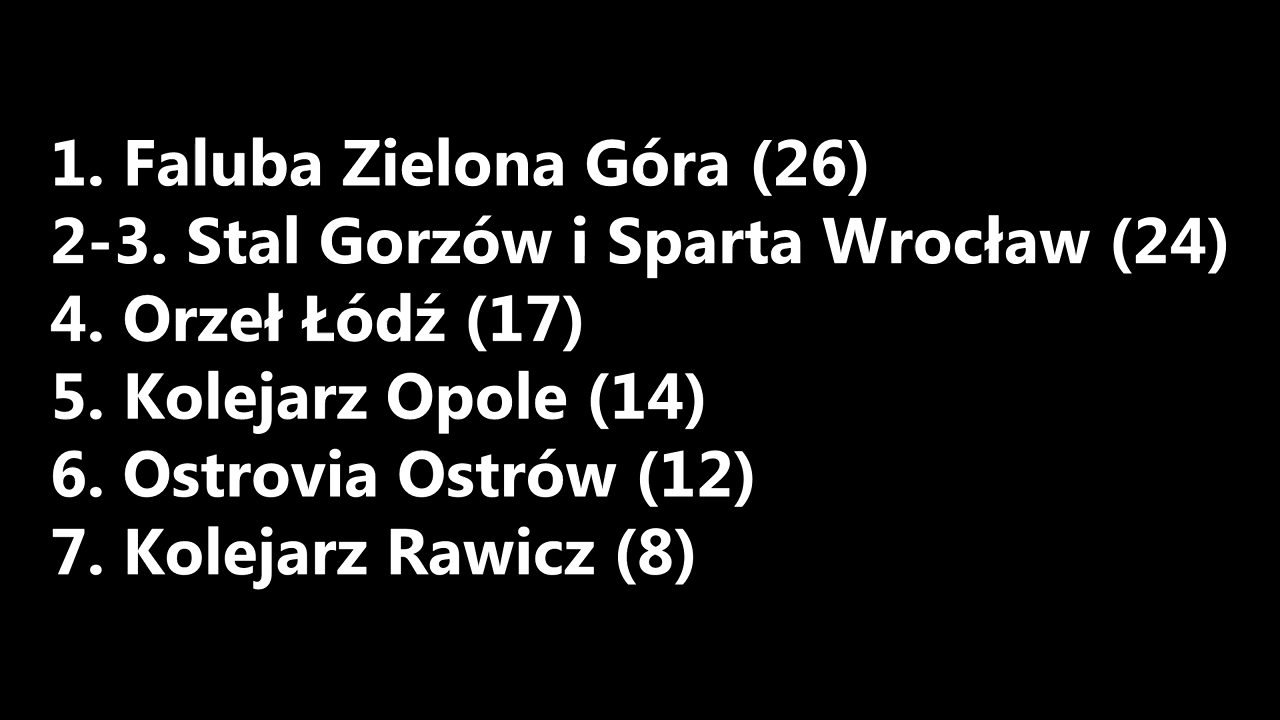 1. Faluba Zielona Góra (26)
2-3. Stal Gorzów i Sparta Wrocław (24)
4. Orzeł Łódź (17)
5. Kolejarz Opole (14)
6. Ostrovia Ostrów (12)
7. Kolejarz Rawicz (8)